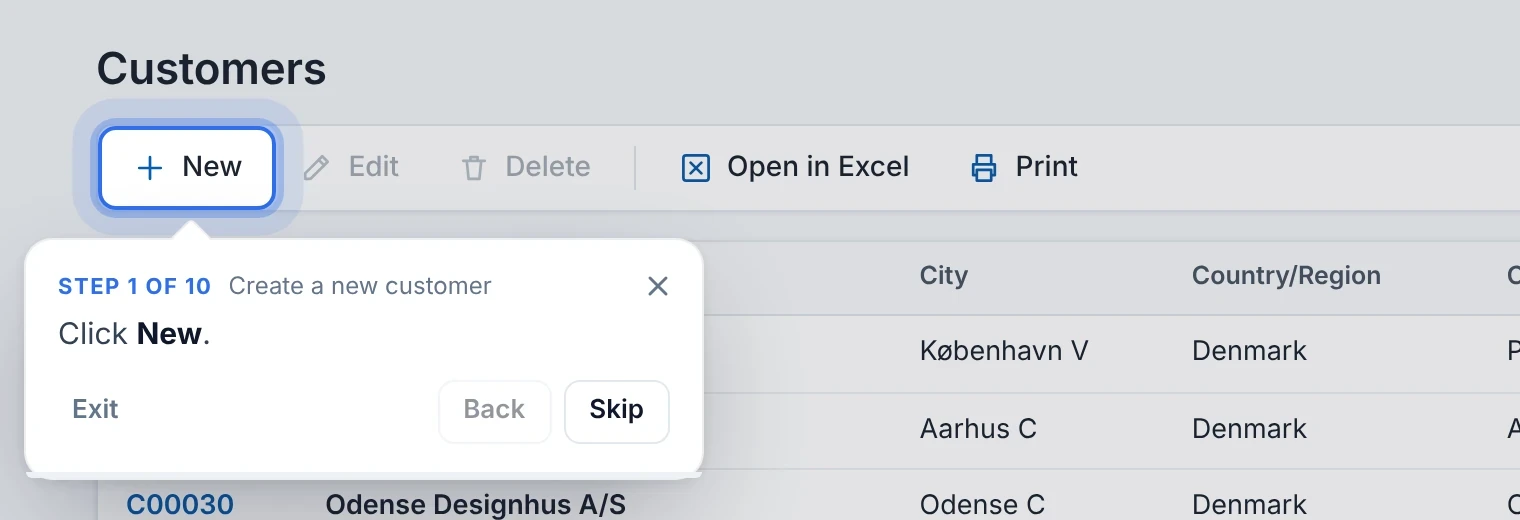 Customers
New Edit Delete Open in Excel Print
STEP 1 OF 10 Create a new customer
Click New.
Exit Back Skip
City Country/Region
København V Denmark
Aarhus C Denmark
C00030 Odense Designhus A/S Odense C Denmark